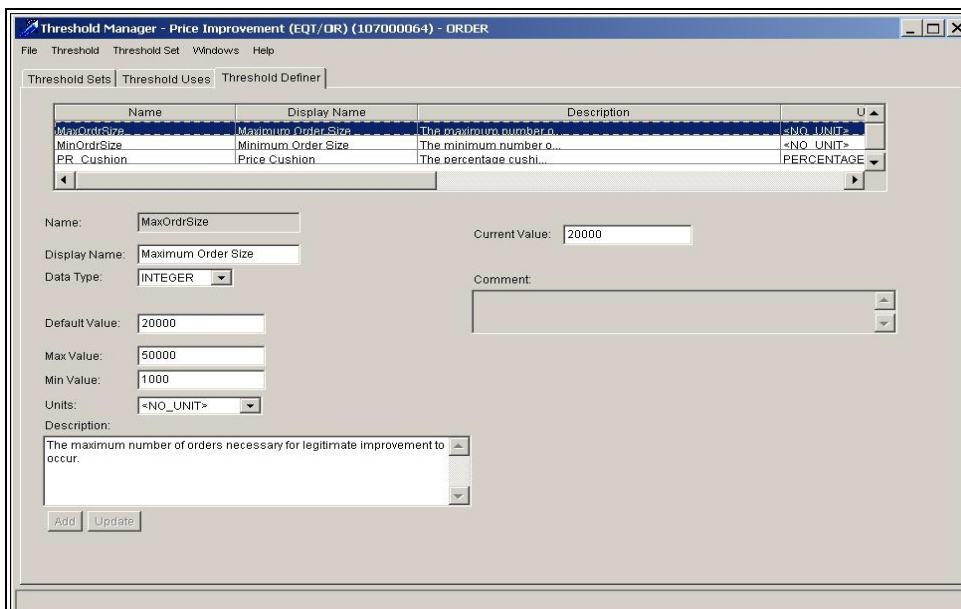 Threshold Manager - Price Improvement (EQT/OR) (107000064) - ORDER
File Threshold Threshold Set Windows Help
Threshold Sets Threshold Uses Threshold Definer
Name Display Name Description U
MaxOrdrSize Maximum Order Size The maximum number o... <NO_UNIT>
MinOrdrSize Minimum Order Size The minimum number o... <NO_UNIT>
PR_Cushion Price Cushion The percentage cushi... PERCENTAGE
Name: MaxOrdrSize
Current Value: 20000
Display Name: Maximum Order Size
Data Type: INTEGER
Comment:
Default Value: 20000
Max Value: 50000
Min Value: 1000
Units: <NO_UNIT>
Description:
The maximum number of orders necessary for legitimate improvement to
occur.
Add Update